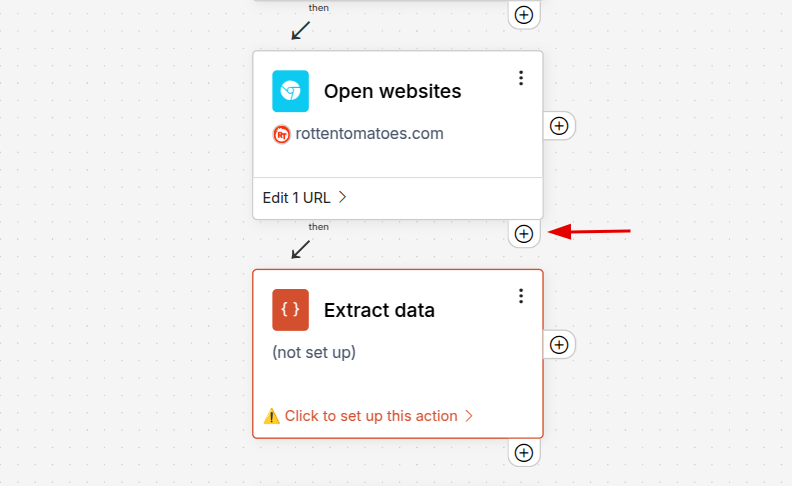 then
Open websites
rottentomatoes.com
Edit 1 URL
then
{ }
Extract data
(not set up)
Click to set up this action